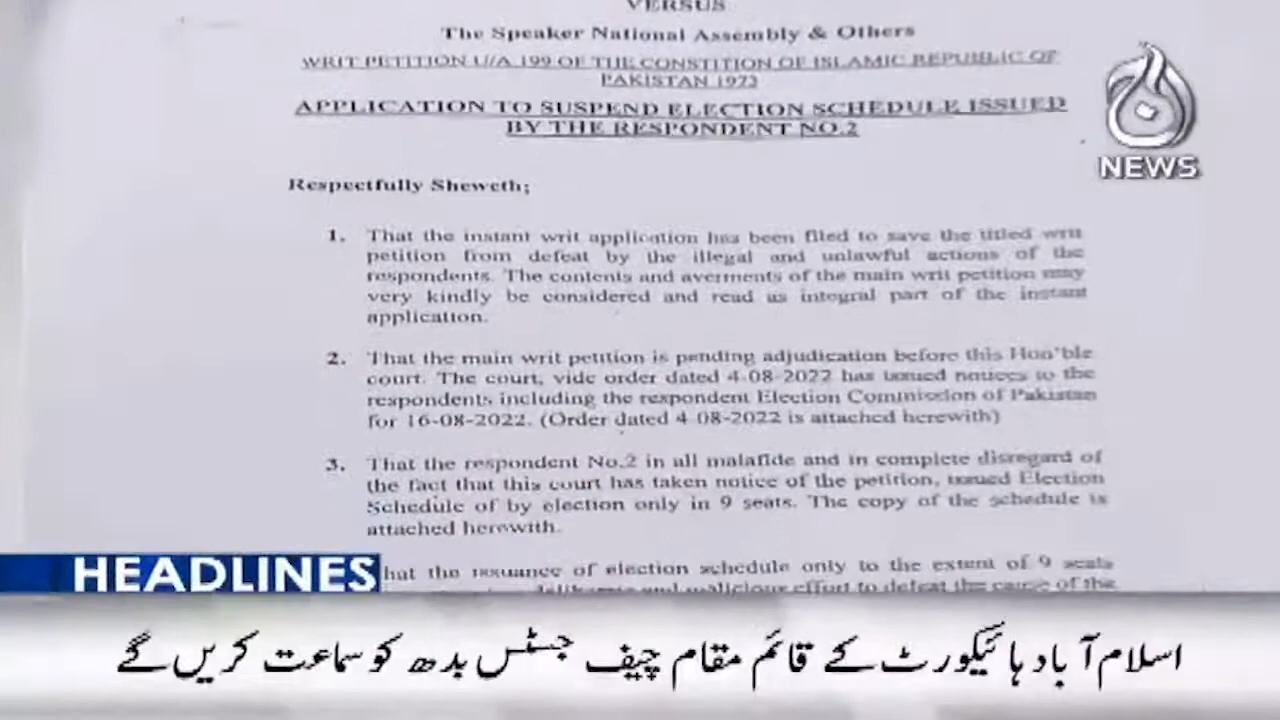 VERSUS
The Speaker National Assembly & Others
WRIT PETITION U/A 199 OF THE CONSTITION OF ISLAMIC REPUBLIC OF
PAKISTAN 1973
APPLICATION TO SUSPEND ELECTION SCHEDULE ISSUED
BY THE RESPONDENT NO.2
NEWS
Respectfully Sheweth;
1. That the instant writ application has been filed to save the titled writ
petition from defeat by the illegal and unlawful actions of the
respondents. The contents and averments of the main writ petition may
very kindly be considered and read as integral part of the instant
application.
2. That the main writ petition is pending adjudication before this Hon'ble
court. The court, vide order dated 4-08-2022 has issued notices to the
respondents including the respondent Election Commission of Pakistan
for 16-08-2022. (Order dated 4-08-2022 is attached herewith)
3. That the respondent No.2 in all malafide and in complete disregard of
the fact that this court has taken notice of the petition, issued Election
Schedule of by election only in 9 seats. The copy of the schedule is
attached herewith.
hat the issuance of election schedule only to the extent of 9 seats
and malicious effort to defeat the cause of the
HEADLINES
اسلام آباد ہائیکورٹ کے قائم مقام چیف جسٹس بدھ کو سماعت کریں گے